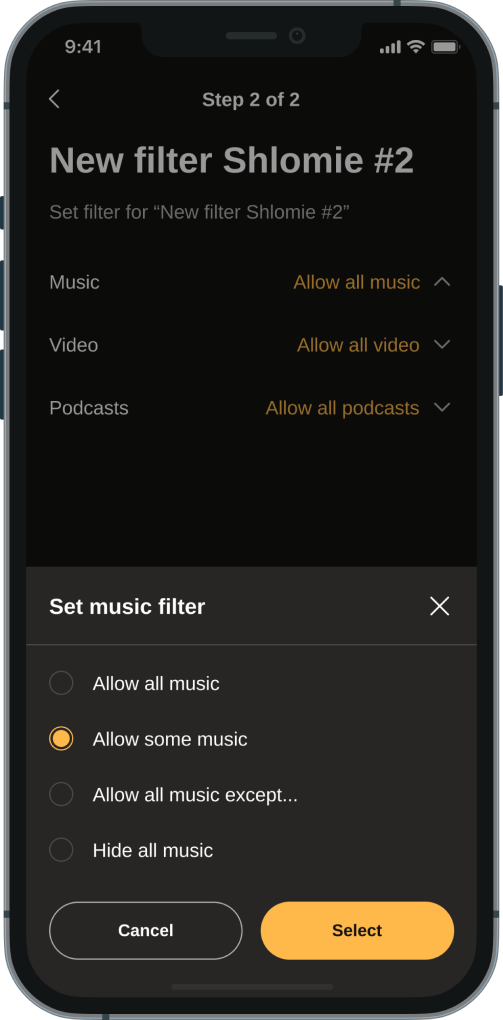 9:41
Step 2 of 2
New filter Shlomie #2
Set filter for “New filter Shlomie #2”
Music Allow all music
Video Allow all video
Podcasts Allow all podcasts
Set music filter
Allow all music
Allow some music
Allow all music except...
Hide all music
Cancel Select